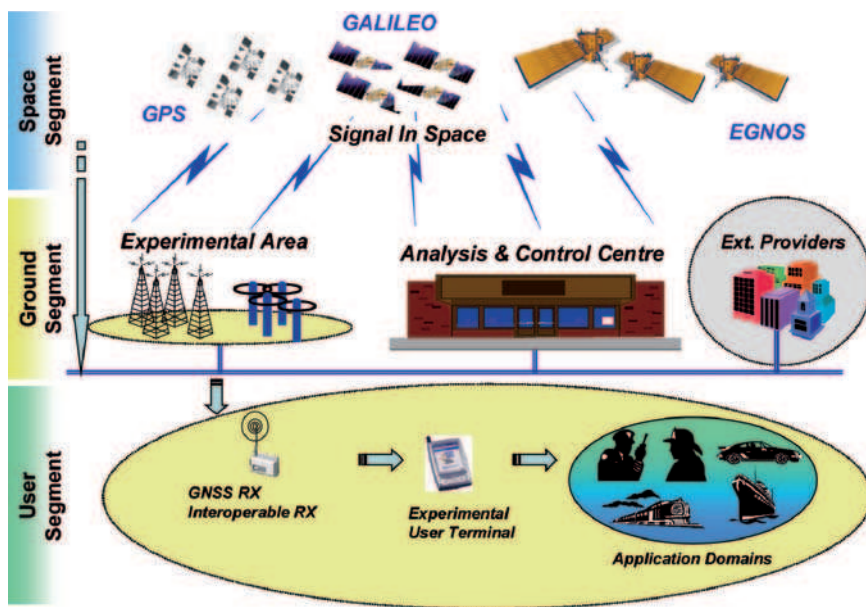 Space
Segment
GALILEO
GPS
Signal In Space
EGNOS
Ground
Segment
Experimental Area
Analysis & Control Centre
Ext. Providers
User
Segment
GNSS RX
Interoperable RX
Experimental
User Terminal
Application Domains